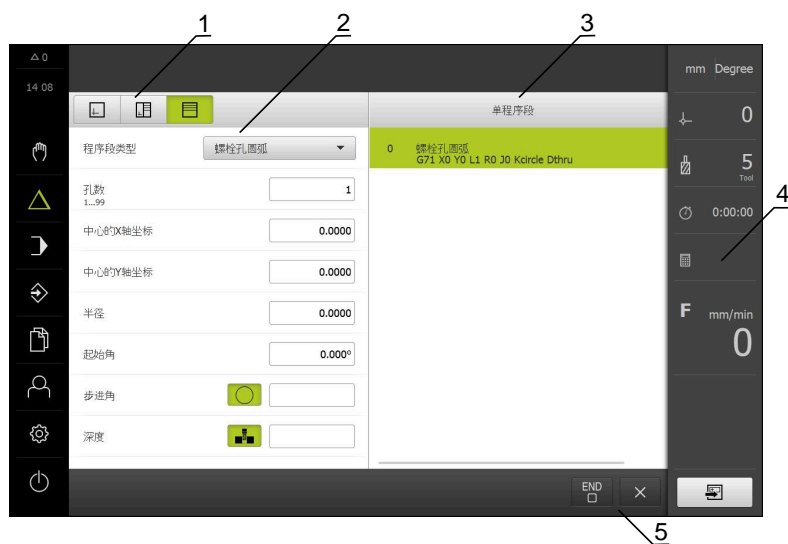 1 2 3
△ 0
14 08
mm Degree
单程序段
0
程序段类型 螺栓孔圆弧
0 螺栓孔圆弧
G71 X0 Y0 L1 R0 J0 Kcircle Dthru
5
Tool
孔数 1
1...99
4
0:00:00
中心的X轴坐标 0.0000
中心的Y轴坐标 0.0000
半径 0.0000
F mm/min
0
起始角 0.000°
步进角
深度
END
5